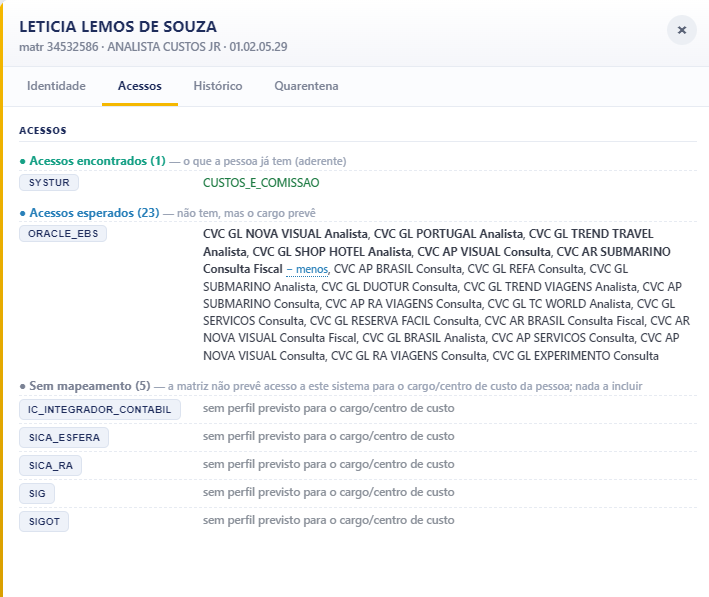 LETICIA LEMOS DE SOUZA
matr 34532586 · ANALISTA CUSTOS JR · 01.02.05.29
×
Identidade Acessos Histórico Quarentena
ACESSOS
• Acessos encontrados (1) — o que a pessoa já tem (aderente)
SYSTUR CUSTOS_E_COMISSAO
• Acessos esperados (23) — não tem, mas o cargo prevê
ORACLE_EBS CVC GL NOVA VISUAL Analista, CVC GL PORTUGAL Analista, CVC GL TREND TRAVEL
Analista, CVC GL SHOP HOTEL Analista, CVC AP VISUAL Consulta, CVC AR SUBMARINO
Consulta Fiscal – menos, CVC AP BRASIL Consulta, CVC GL REFA Consulta, CVC GL
SUBMARINO Analista, CVC GL DUOTUR Consulta, CVC GL TREND VIAGENS Analista, CVC AP
SUBMARINO Consulta, CVC AP RA VIAGENS Consulta, CVC GL TC WORLD Analista, CVC GL
SERVICOS Consulta, CVC GL RESERVA FACIL Consulta, CVC AR BRASIL Consulta Fiscal, CVC AR
NOVA VISUAL Consulta Fiscal, CVC GL BRASIL Analista, CVC AP SERVICOS Consulta, CVC AP
NOVA VISUAL Consulta, CVC GL RA VIAGENS Consulta, CVC GL EXPERIMENTO Consulta
• Sem mapeamento (5) — a matriz não prevê acesso a este sistema para o cargo/centro de custo da pessoa; nada a incluir
IC_INTEGRADOR_CONTABIL sem perfil previsto para o cargo/centro de custo
SICA_ESFERA sem perfil previsto para o cargo/centro de custo
SICA_RA sem perfil previsto para o cargo/centro de custo
SIG sem perfil previsto para o cargo/centro de custo
SIGOT sem perfil previsto para o cargo/centro de custo